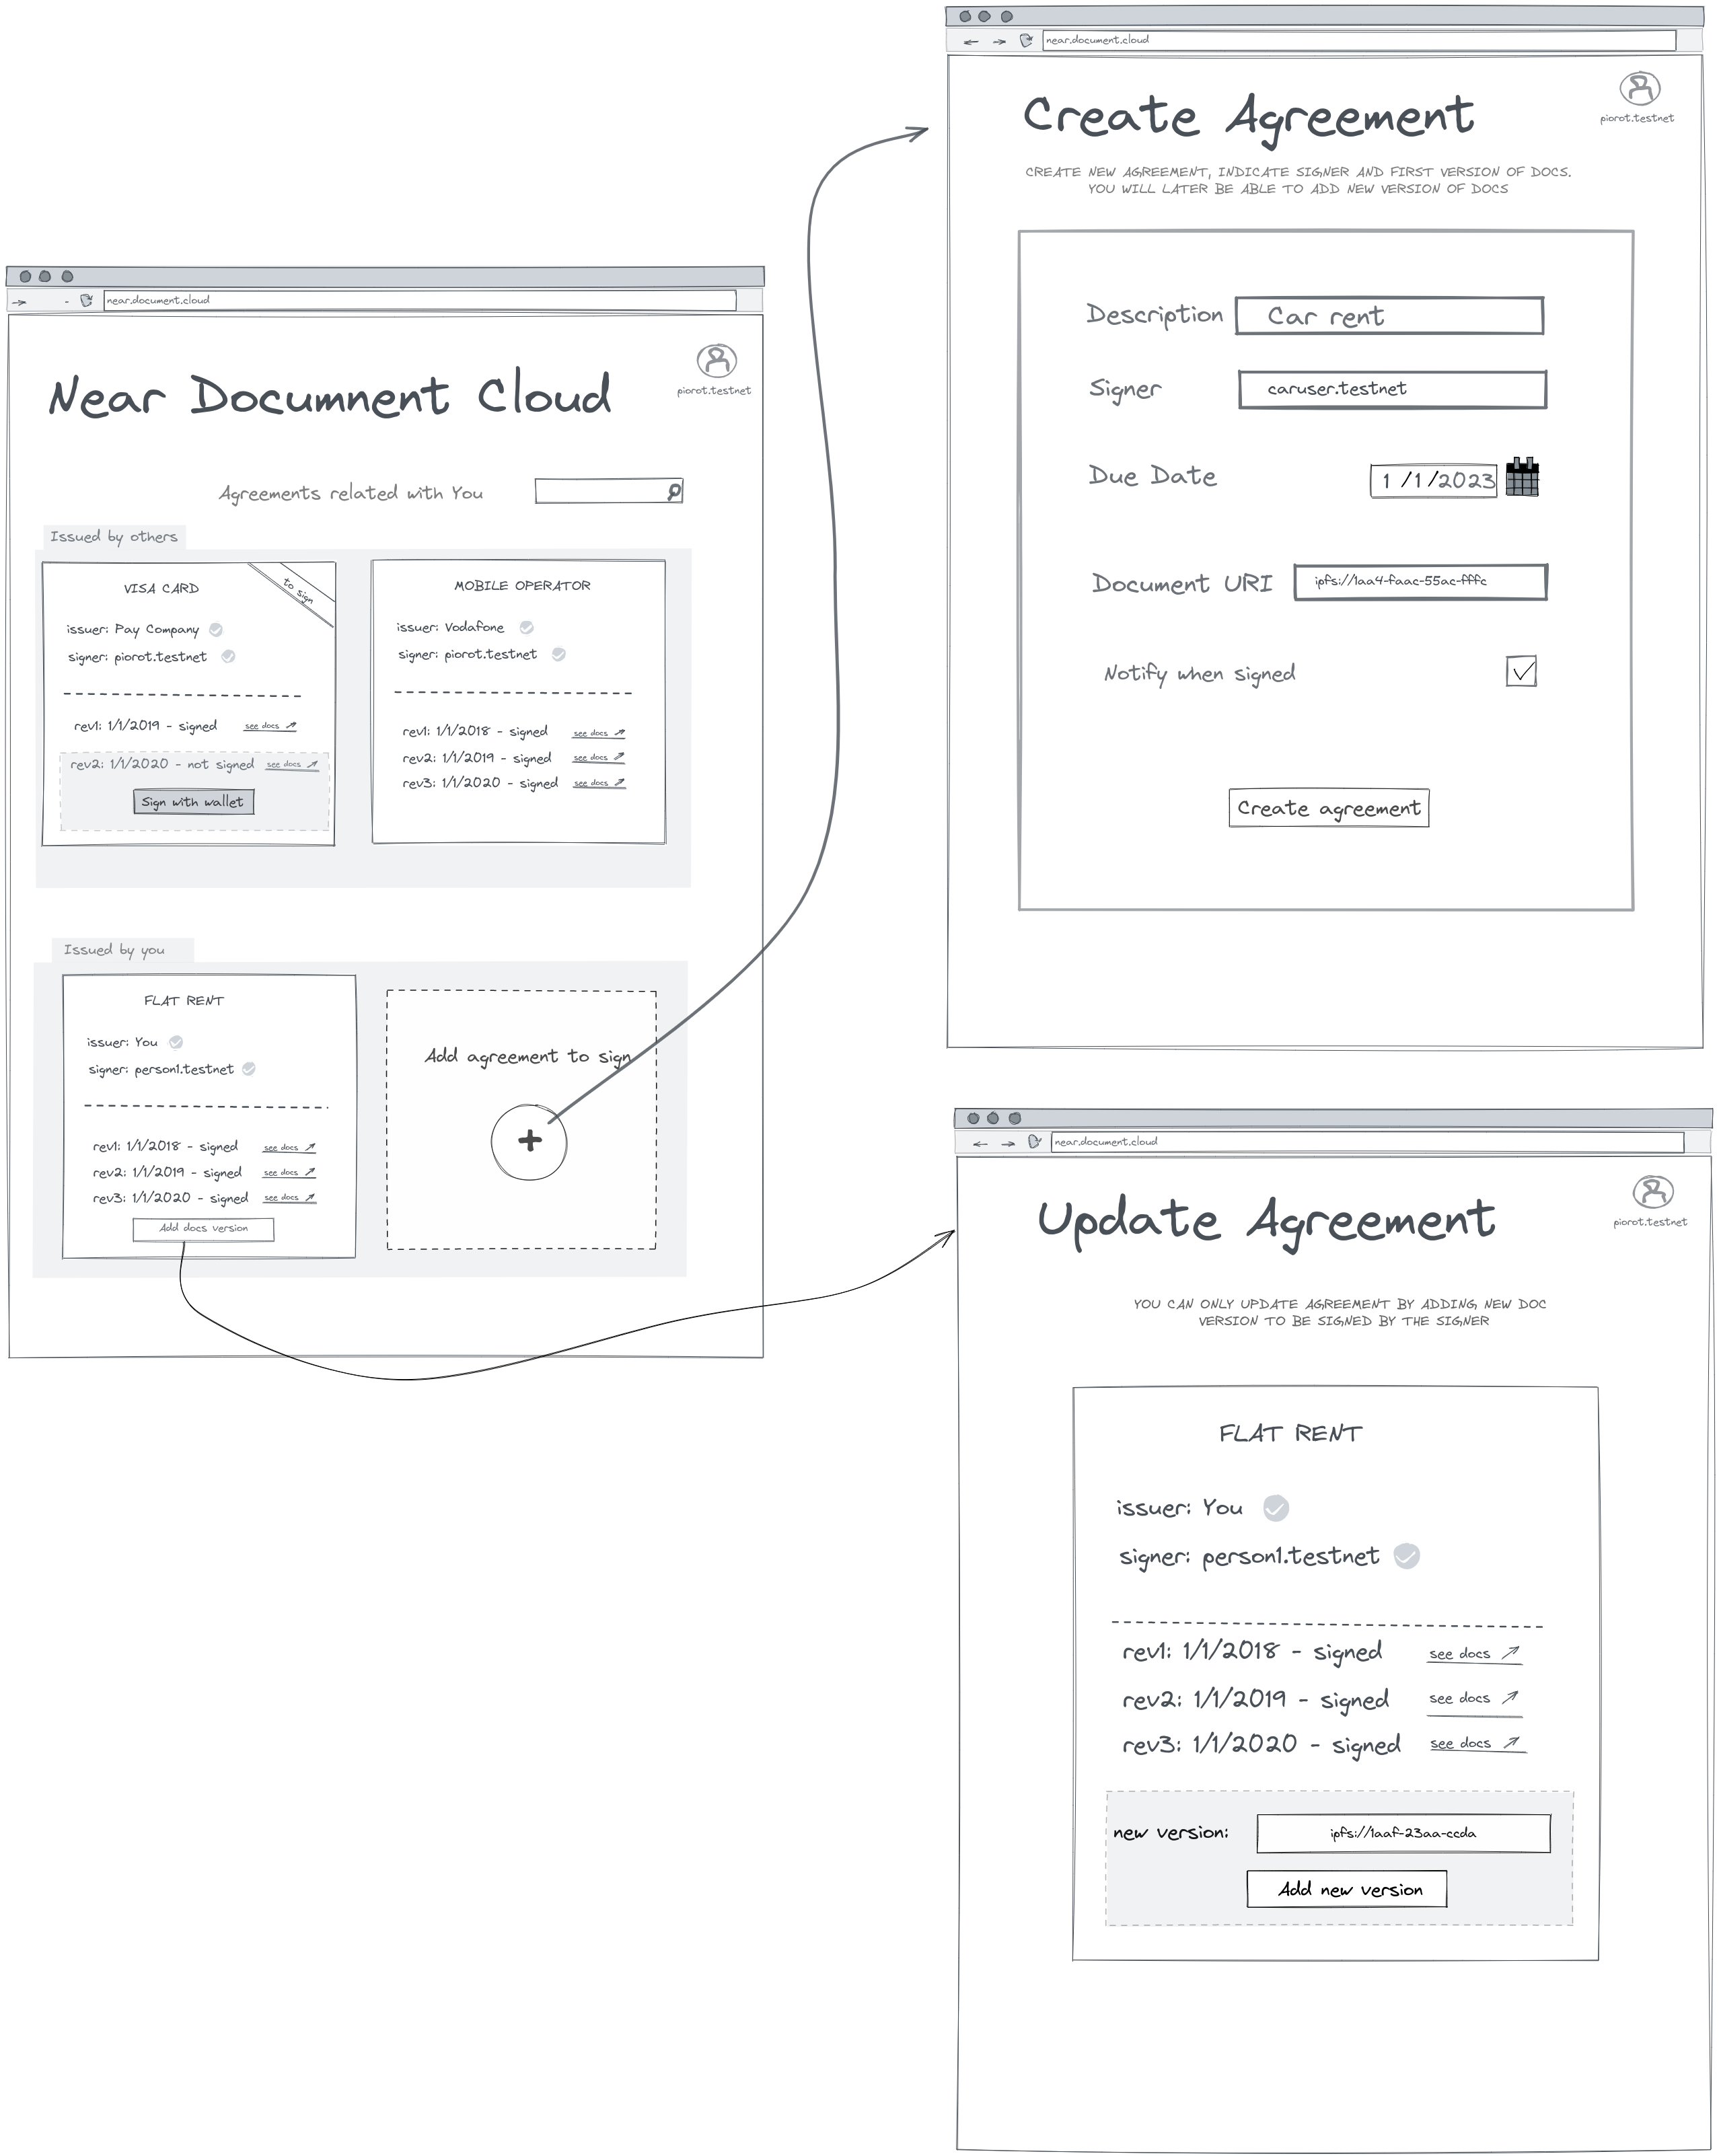 near.document.cloud
piorot.testnet
Near Documnent Cloud
Agreements related with You
Issued by others
VISA CARD
to sign
issuer: Pay Company
signer: piorot.testnet
rev1: 1/1/2019 - signed see docs
rev2: 1/1/2020 - not signed see docs
Sign with wallet
MOBILE OPERATOR
issuer: Vodafone
signer: piorot.testnet
rev1: 1/1/2018 - signed see docs
rev2: 1/1/2019 - signed see docs
rev3: 1/1/2020 - signed see docs
Issued by you
FLAT RENT
issuer: You
signer: person1.testnet
rev1: 1/1/2018 - signed see docs
rev2: 1/1/2019 - signed see docs
rev3: 1/1/2020 - signed see docs
Add docs version
Add agreement to sign
+
near.document.cloud
piorot.testnet
Create Agreement
CREATE NEW AGREEMENT, INDICATE SIGNER AND FIRST VERSION OF DOCS.
YOU WILL LATER BE ABLE TO ADD NEW VERSION OF DOCS
Description Car rent
Signer caruser.testnet
Due Date 1/1/2023
Document URI ipfs://1aa4-faac-55ac-fffc
Notify when signed
Create agreement
near.document.cloud
piorot.testnet
Update Agreement
YOU CAN ONLY UPDATE AGREEMENT BY ADDING NEW DOC
VERSION TO BE SIGNED BY THE SIGNER
FLAT RENT
issuer: You
signer: person1.testnet
rev1: 1/1/2018 - signed see docs
rev2: 1/1/2019 - signed see docs
rev3: 1/1/2020 - signed see docs
new version: ipfs://1aaf-23aa-ccda
Add new version